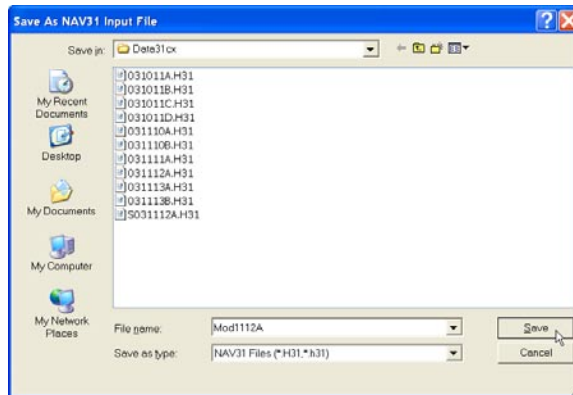 Save As NAV31 Input File
Save in: Data31cx
031011A.H31
031011B.H31
031011C.H31
031011D.H31
031110A.H31
031110B.H31
031111A.H31
031112A.H31
031113A.H31
031113B.H31
S031112A.H31
My Recent
Documents
Desktop
My Documents
My Computer
My Network
Places
File name: Mod1112A Save
Save as type: NAV31 Files (*.H31,*.h31) Cancel